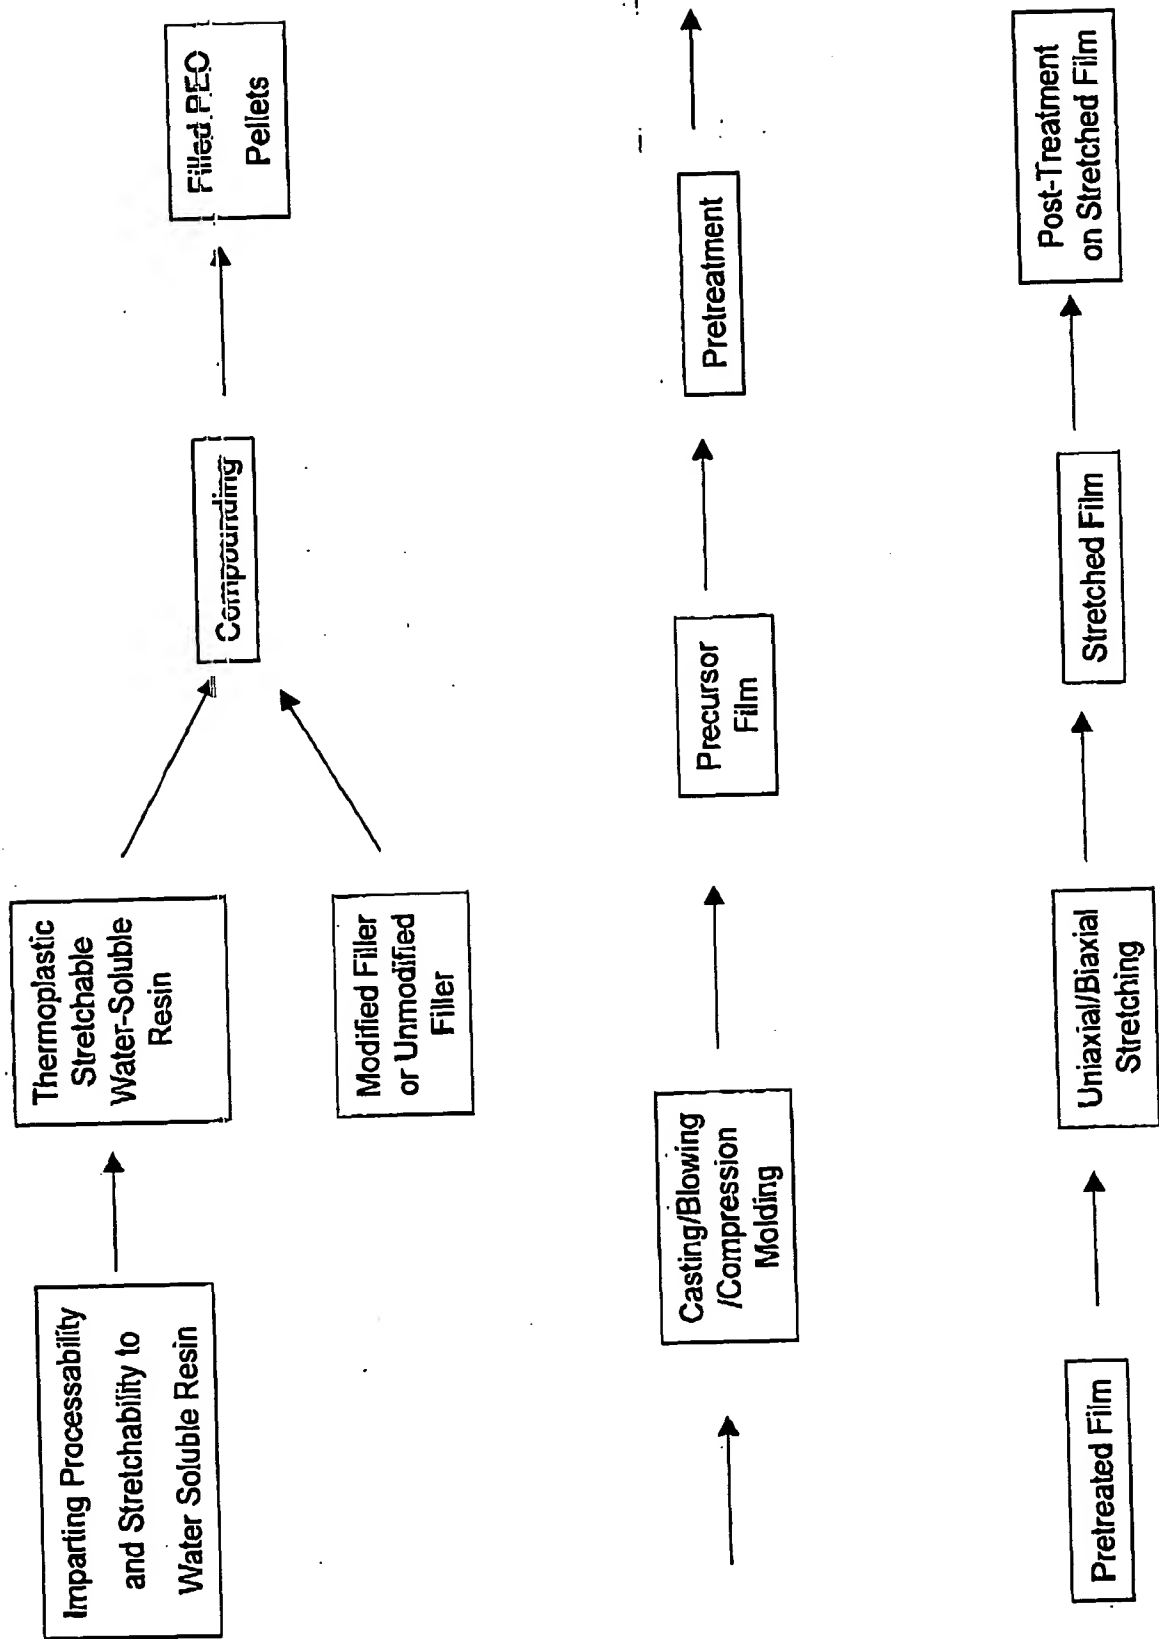 Imparting Processability
and Stretchability to
Water Soluble Resin
Thermoplastic
Stretchable
Water-Soluble
Resin
Modified Filler
or Unmodified
Filler
Compounding
Filled PEO
Pellets
Casting/Blowing
/Compression
Molding
Precursor
Film
Pretreatment
Pretreated Film
Uniaxial/Biaxial
Stretching
Stretched Film
Post-Treatment
on Stretched Film